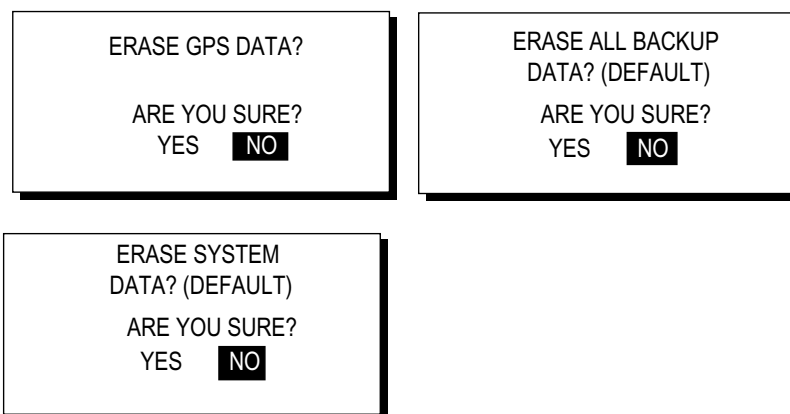 ERASE GPS DATA?
ARE YOU SURE?
YES NO
ERASE ALL BACKUP
DATA? (DEFAULT)
ARE YOU SURE?
YES NO
ERASE SYSTEM
DATA? (DEFAULT)
ARE YOU SURE?
YES NO